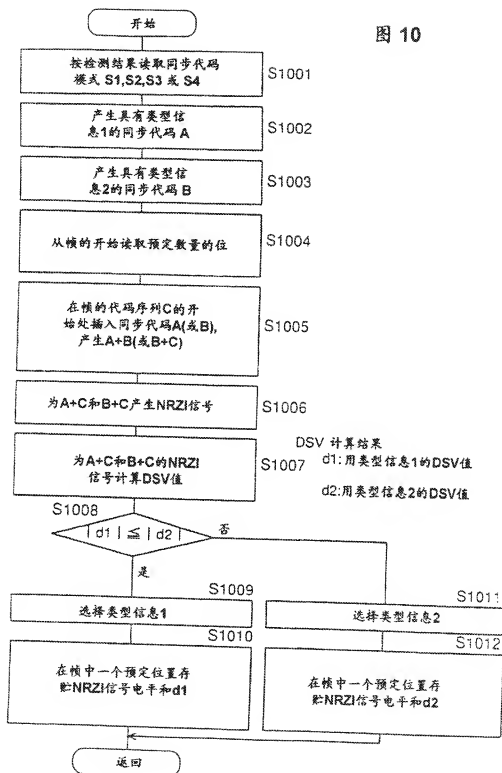 图 10
开始
按检测结果读取同步代码
模式 S1,S2,S3 或 S4
S1001
产生具有类型信
息1的同步代码 A
S1002
产生具有类型信
息2的同步代码 B
S1003
从帧的开始读取预定数量的位
S1004
在帧的代码序列C的开
始处插入同步代码A(或B),
产生A+B(或B+C)
S1005
为A+C和B+C产生NRZI信号
S1006
为A+C和B+C的NRZI
信号计算DSV值
S1007
DSV 计算结果
d1:用类型信息1的DSV值
d2:用类型信息2的DSV值
S1008
| d1 | ≦ | d2 |
否
是
S1009
选择类型信息1
S1010
在帧中一个预定位置存
贮NRZI信号电平和d1
S1011
选择类型信息2
S1012
在帧中一个预定位置存
贮NRZI信号电平和d2
返回